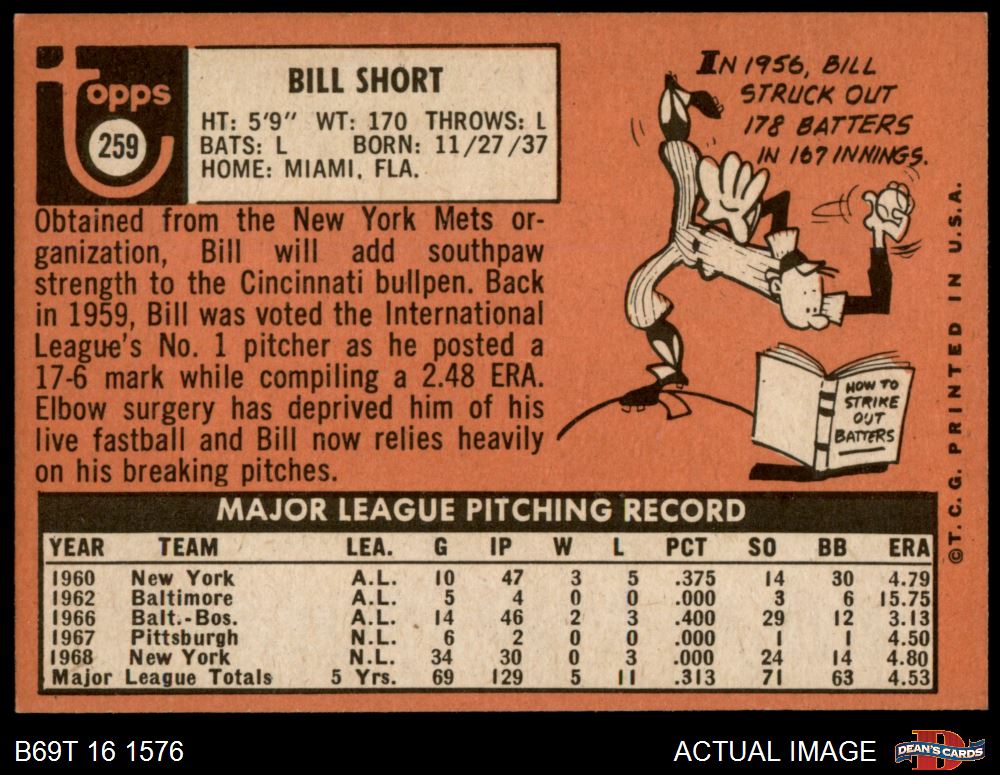 Topps
259
BILL SHORT
HT: 5'9" WT: 170 THROWS: L
BATS: L BORN: 11/27/37
HOME: MIAMI, FLA.
Obtained from the New York Mets or-
ganization, Bill will add southpaw
strength to the Cincinnati bullpen. Back
in 1959, Bill was voted the International
League's No. 1 pitcher as he posted a
17-6 mark while compiling a 2.48 ERA.
Elbow surgery has deprived him of his
live fastball and Bill now relies heavily
on his breaking pitches.
IN 1956, BILL
STRUCK OUT
178 BATTERS
IN 167 INNINGS.
HOW TO
STRIKE
OUT
BATTERS
©T.C.G. PRINTED IN U.S.A.
MAJOR LEAGUE PITCHING RECORD
YEAR TEAM LEA. G IP W L PCT SO BB ERA
1960 New York A.L. 10 47 3 5 .375 14 30 4.79
1962 Baltimore A.L. 5 4 0 0 .000 3 6 15.75
1966 Balt.-Bos. A.L. 14 46 2 3 .400 29 12 3.13
1967 Pittsburgh N.L. 6 2 0 0 .000 1 1 4.50
1968 New York N.L. 34 30 0 3 .000 24 14 4.80
Major League Totals 5 Yrs. 69 129 5 11 .313 71 63 4.53
B69T 16 1576
ACTUAL IMAGE
DEAN'S CARDS